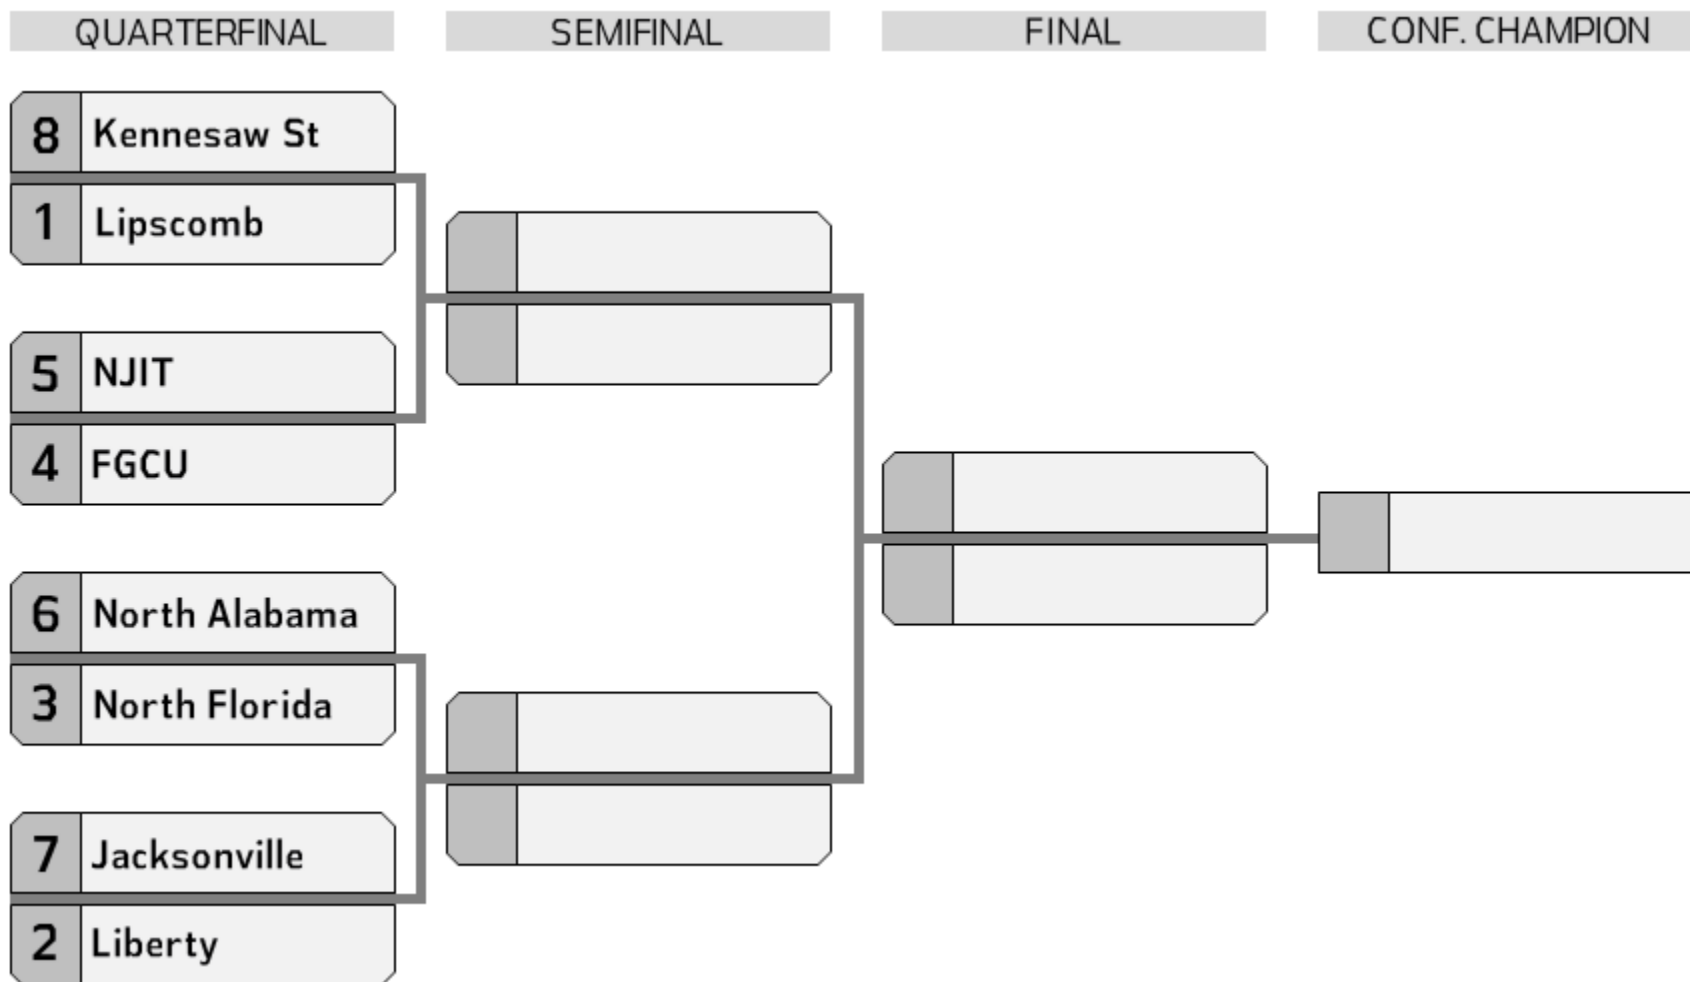 QUARTERFINAL SEMIFINAL FINAL CONF. CHAMPION
8 Kennesaw St
1 Lipscomb
5 NJIT
4 FGCU
6 North Alabama
3 North Florida
7 Jacksonville
2 Liberty